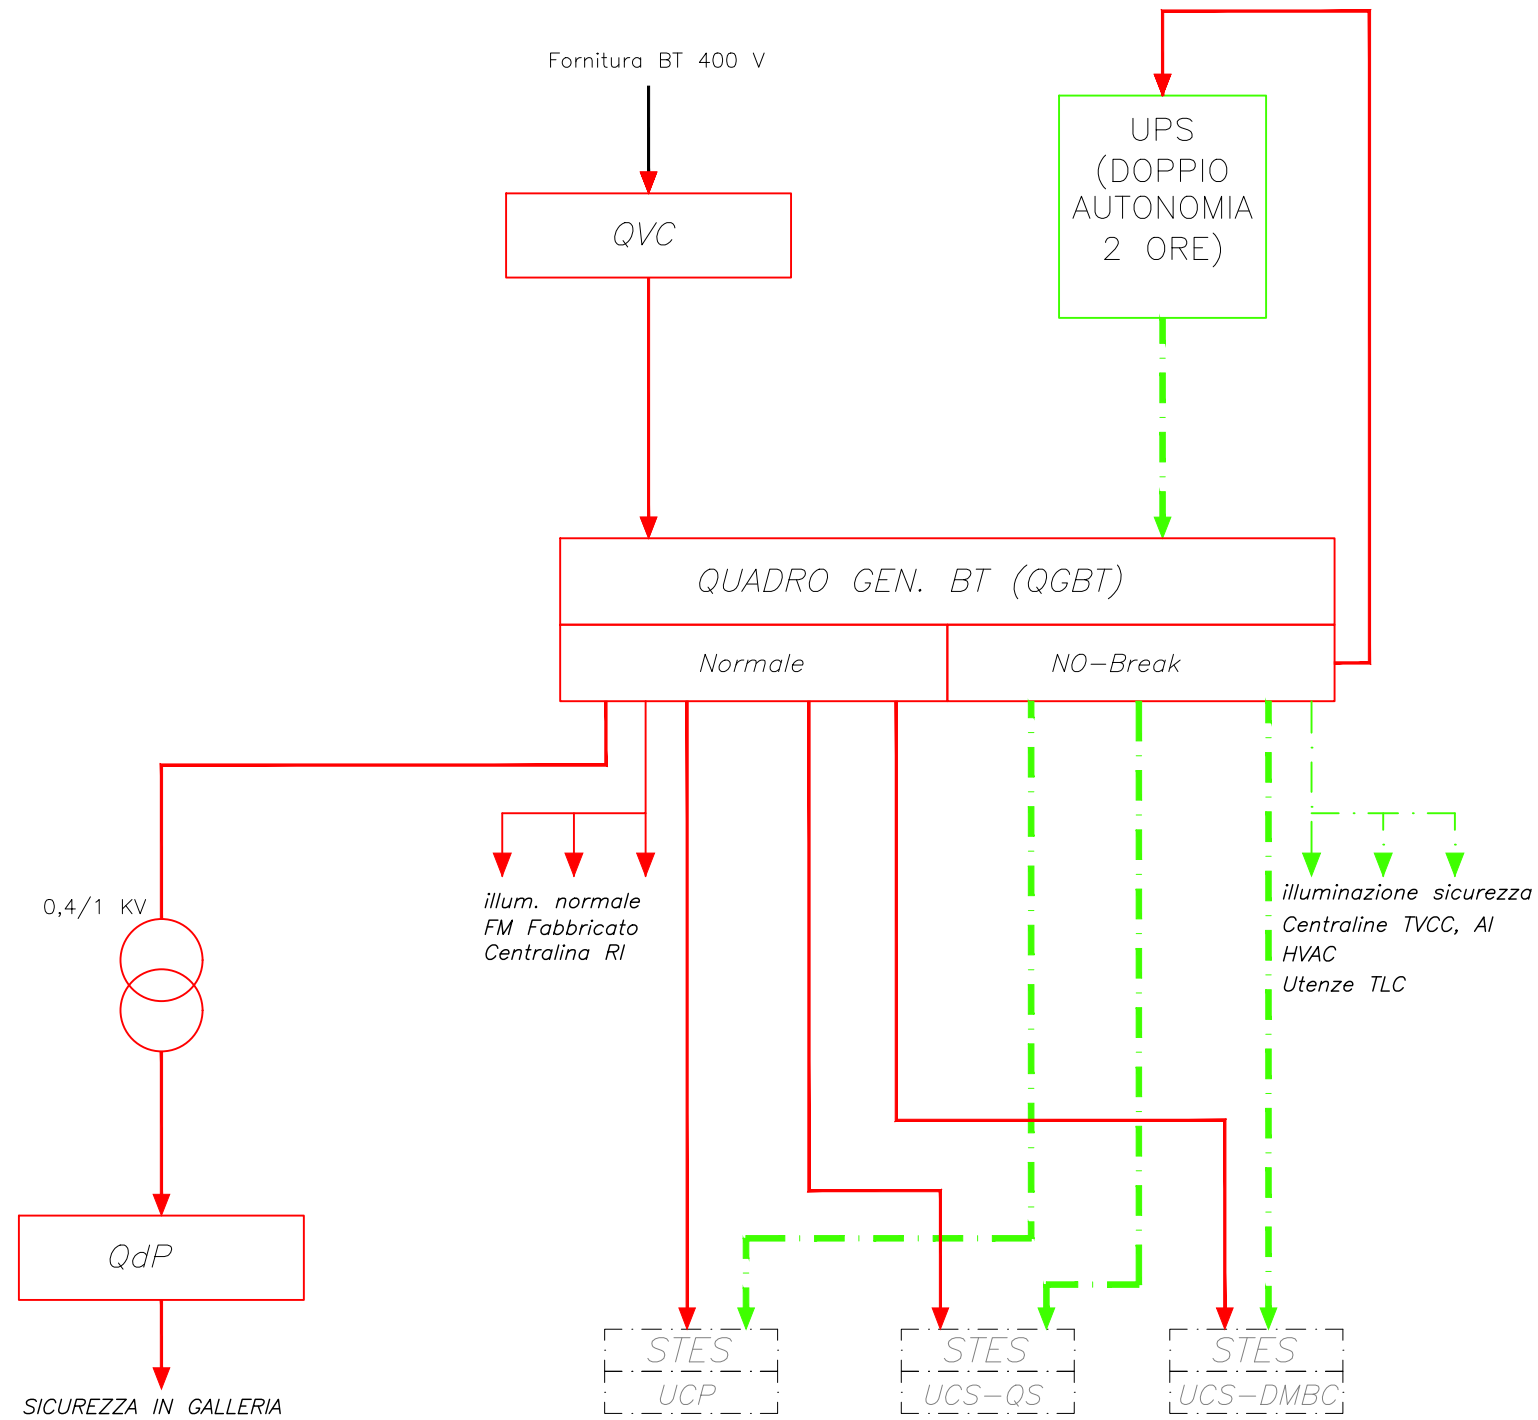 Fornitura BT 400 V
UPS
(DOPPIO
AUTONOMIA
2 ORE)
QVC
QUADRO GEN. BT (QGBT)
Normale
NO-Break
0,4/1 KV
illum. normale
FM Fabbricato
Centralina RI
illuminazione sicurezza
Centraline TVCC, AI
HVAC
Utenze TLC
QdP
SICUREZZA IN GALLERIA
STES
UCP
STES
UCS-QS
STES
UCS-DMBC